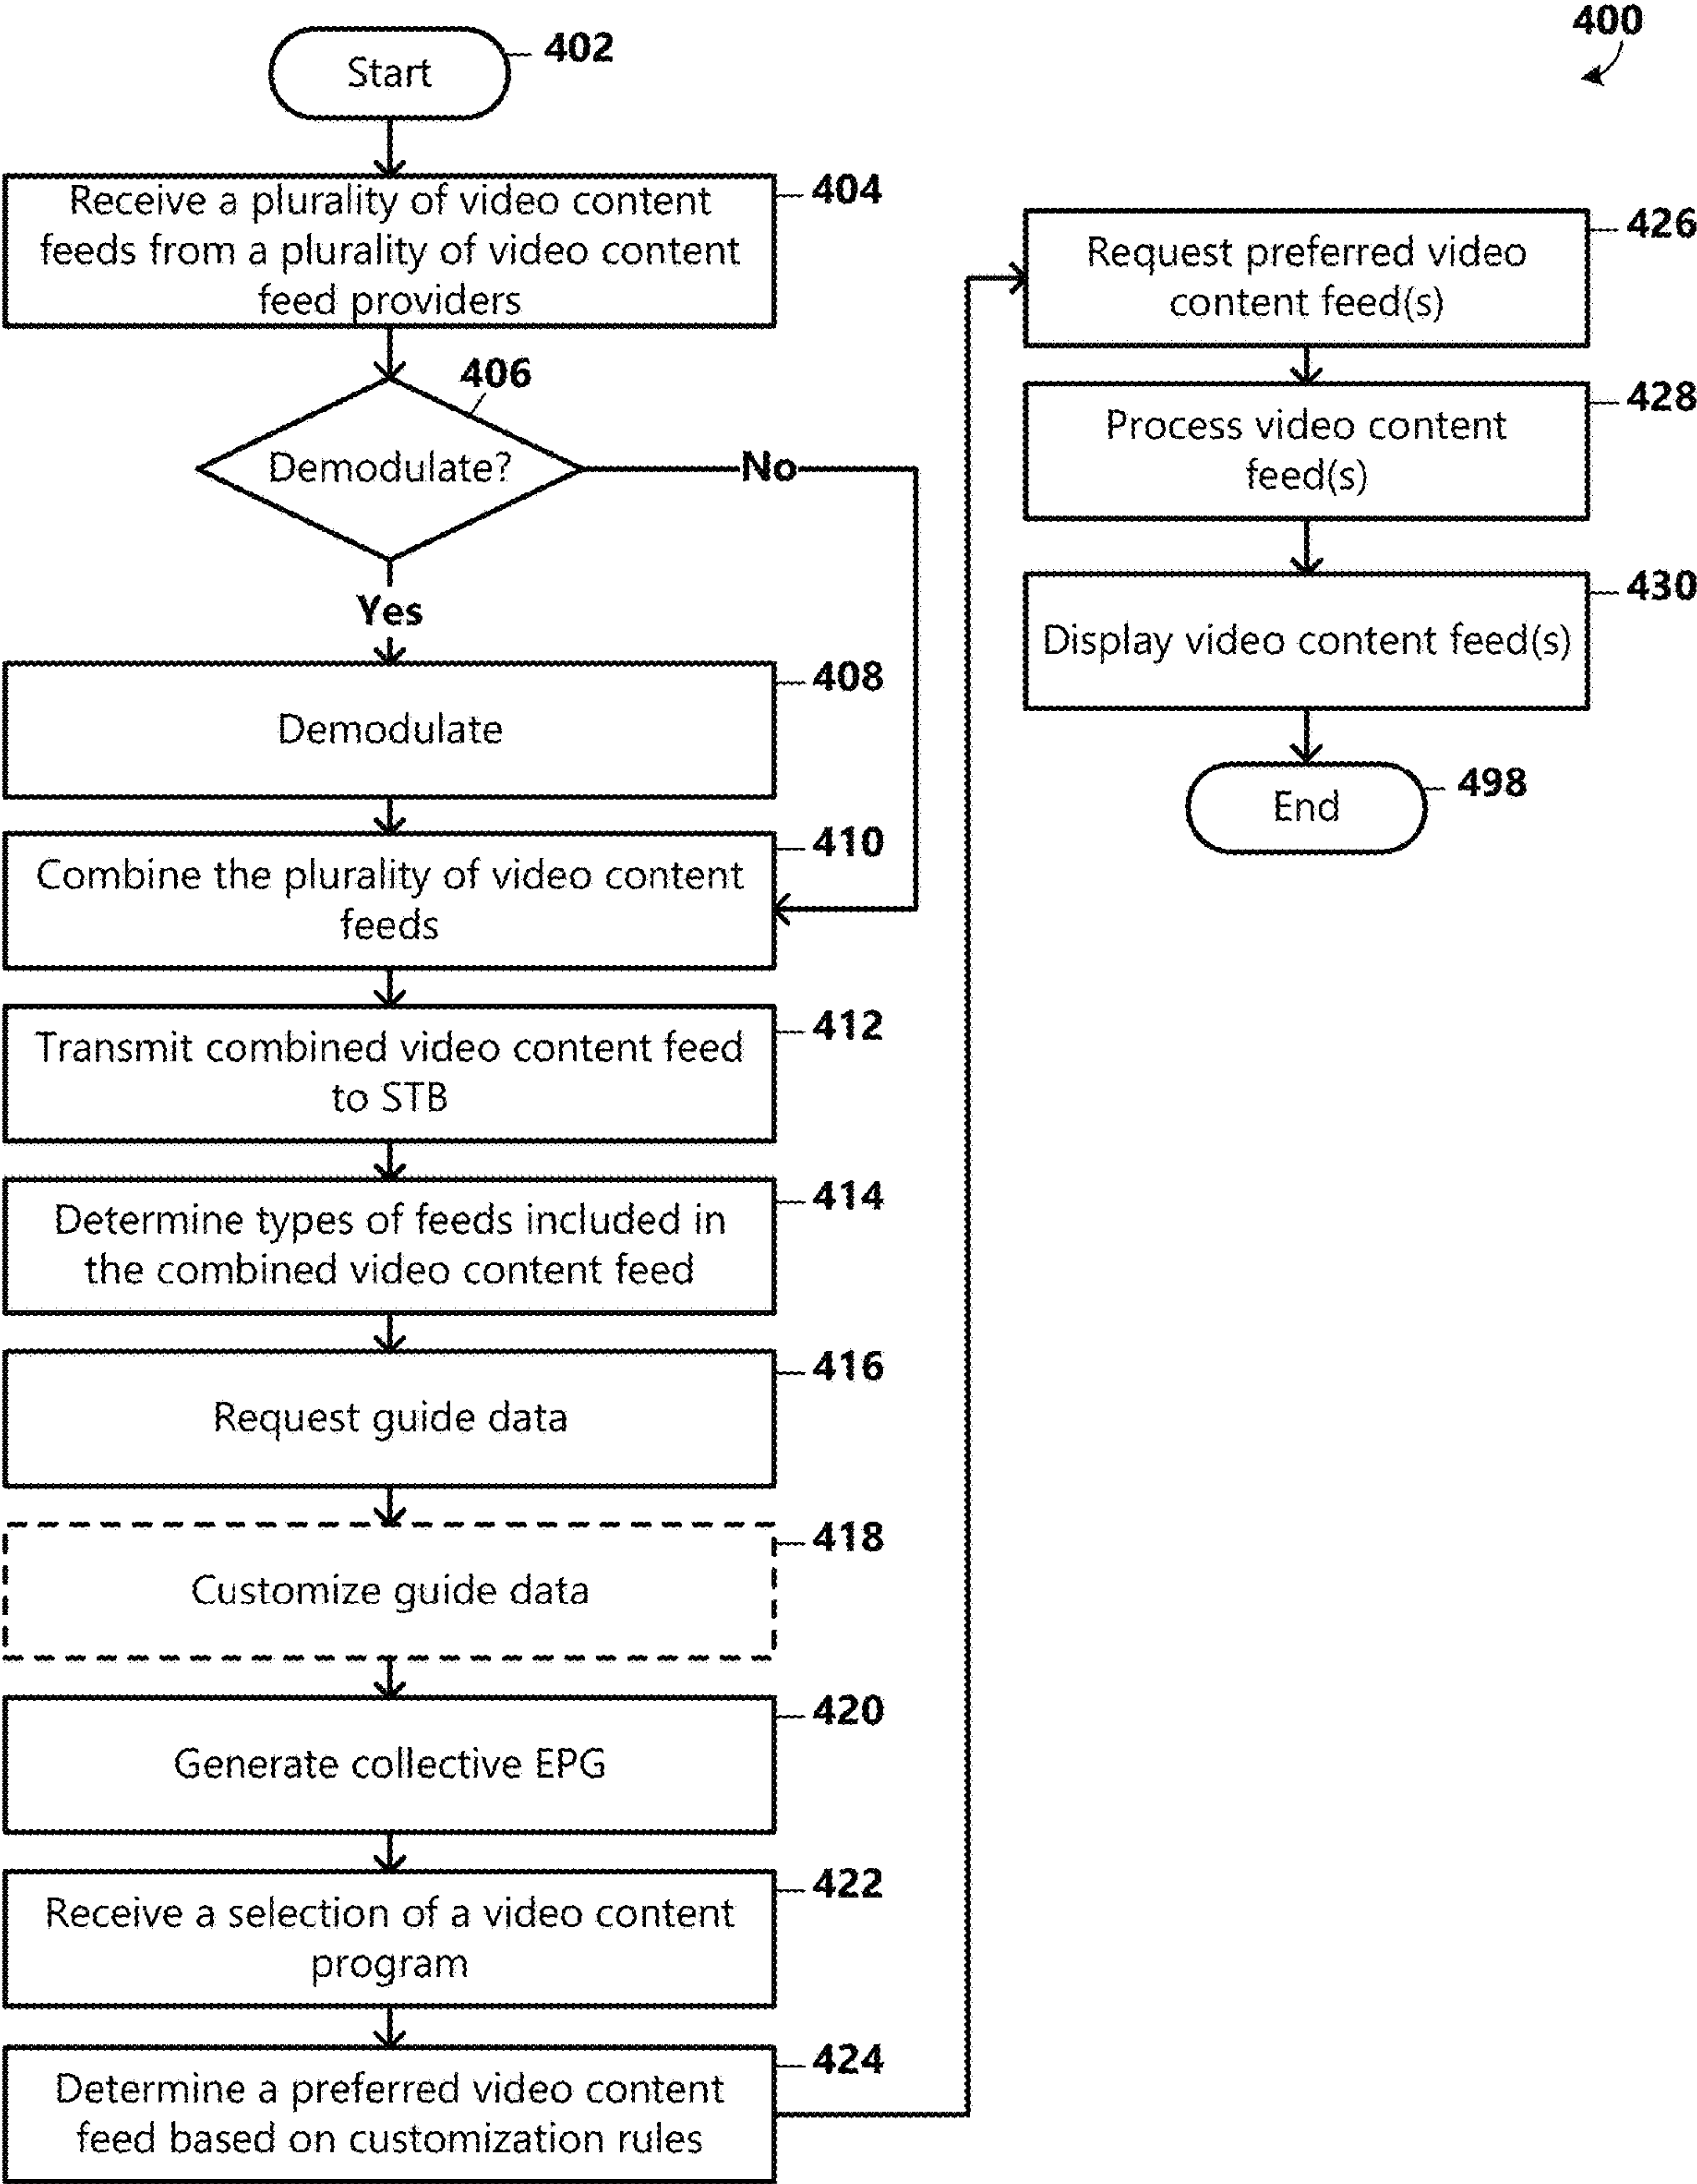 400
Start
402
Receive a plurality of video content
feeds from a plurality of video content
feed providers
404
406
Demodulate?
No
Yes
Demodulate
408
Combine the plurality of video content
feeds
410
Transmit combined video content feed
to STB
412
Determine types of feeds included in
the combined video content feed
414
Request guide data
416
Customize guide data
418
Generate collective EPG
420
Receive a selection of a video content
program
422
Determine a preferred video content
feed based on customization rules
424
Request preferred video
content feed(s)
426
Process video content
feed(s)
428
Display video content feed(s)
430
End
498